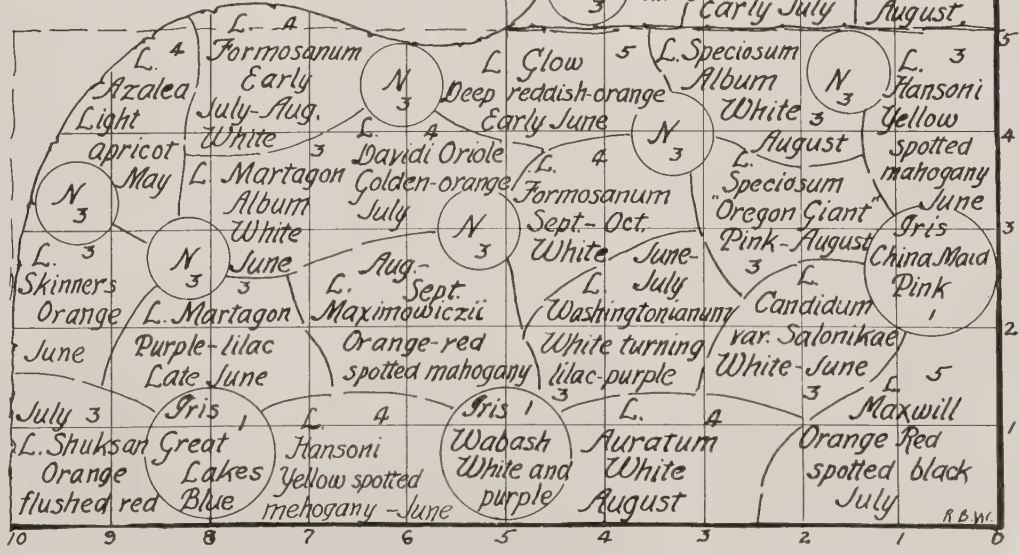 3
Early July
August.
L. 4
Azalea
Light
apricot
May
L. 4
Formosanum
Early
July-Aug.
White
N
3
L Glow 5
Deep reddish-orange
Early June
L. Speciosum
Album
White 3
August
N
3
L. 3
Hansoni
Yellow
spotted
mahogany
June
5
4
3
2
1
N
3
3
L. Martagon
Album
White
June
L. 4
Davidi Oriole
Golden-orange
July
N
3
L. 4
Formosanum
Sept.-Oct.
White
N
3
L.
Speciosum
"Oregon Giant"
Pink-August
3
Iris
China Maid
Pink
1
3
L.
Skinners
Orange
June
N
3
3
L. Martagon
Purple-lilac
Late June
Aug.-
Sept.
L.
Maximowiczii
Orange-red
spotted mahogany
June-
July
L
Washingtonianum
White turning
lilac-purple
3
L.
Candidum
var. Salonikae
White-June
3
July 3
L. Shuksan
Orange
flushed red
Iris 1
Great
Lakes
Blue
L. 4
Hansoni
Yellow spotted
mehogany-June
Iris 1
Wabash
White and
purple
L. 4
Auratum
White
August
L 5
Maxwill
Orange Red
spotted black
July
R.B.W.
10 9 8 7 6 5 4 3 2 1 0